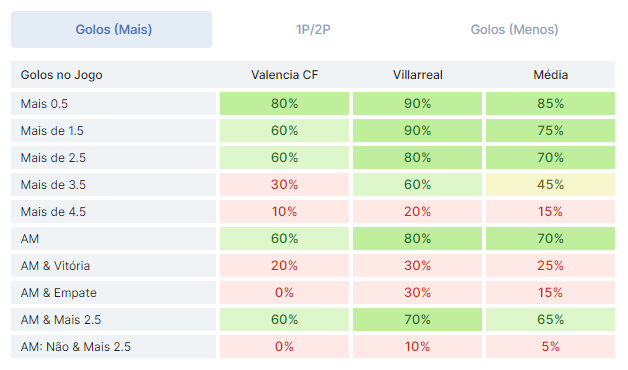 Golos (Mais) 1P/2P Golos (Menos)
Golos no Jogo Valencia CF Villarreal Média
Mais 0.5 80% 90% 85%
Mais de 1.5 60% 90% 75%
Mais de 2.5 60% 80% 70%
Mais de 3.5 30% 60% 45%
Mais de 4.5 10% 20% 15%
AM 60% 80% 70%
AM & Vitória 20% 30% 25%
AM & Empate 0% 30% 15%
AM & Mais 2.5 60% 70% 65%
AM: Não & Mais 2.5 0% 10% 5%